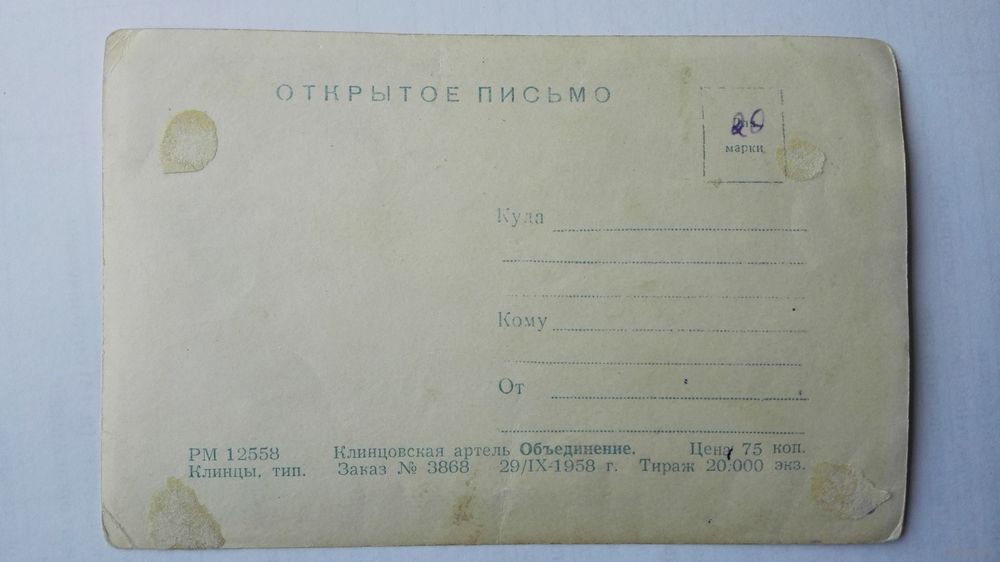 ОТКРЫТОЕ ПИСЬМО
20
марки
Куда
Кому
От
РМ 12558 Клинцовская артель Объединение. Цена 75 коп.
Клинцы, тип. Заказ № 3868 29/IX-1958 г. Тираж 20.000 экз.